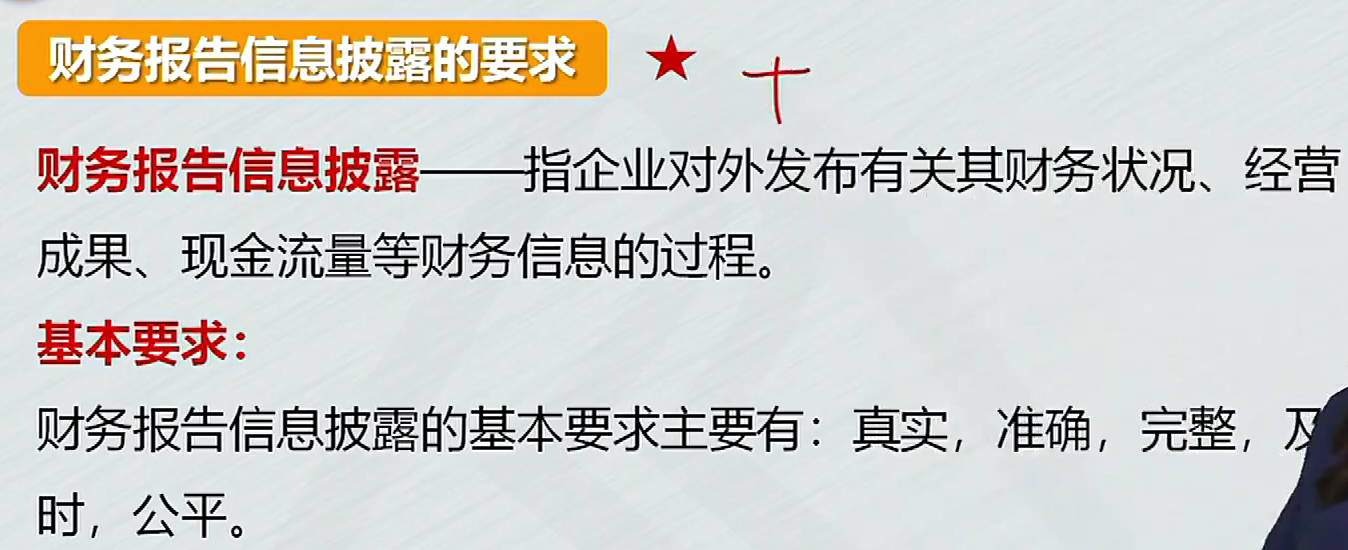 财务报告信息披露的要求
财务报告信息披露——指企业对外发布有关其财务状况、经营
成果、现金流量等财务信息的过程。
基本要求：
财务报告信息披露的基本要求主要有：真实，准确，完整，及
时，公平。